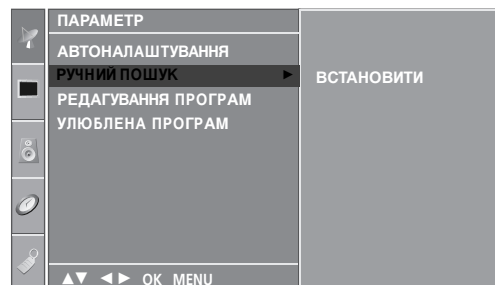 ПАРАМЕТР
АВТОНАЛАШТУВАННЯ
РУЧНИЙ ПОШУК ►
ВСТАНОВИТИ
РЕДАГУВАННЯ ПРОГРАМ
УЛЮБЛЕНА ПРОГРАМ
▲▼ ◄► OK MENU